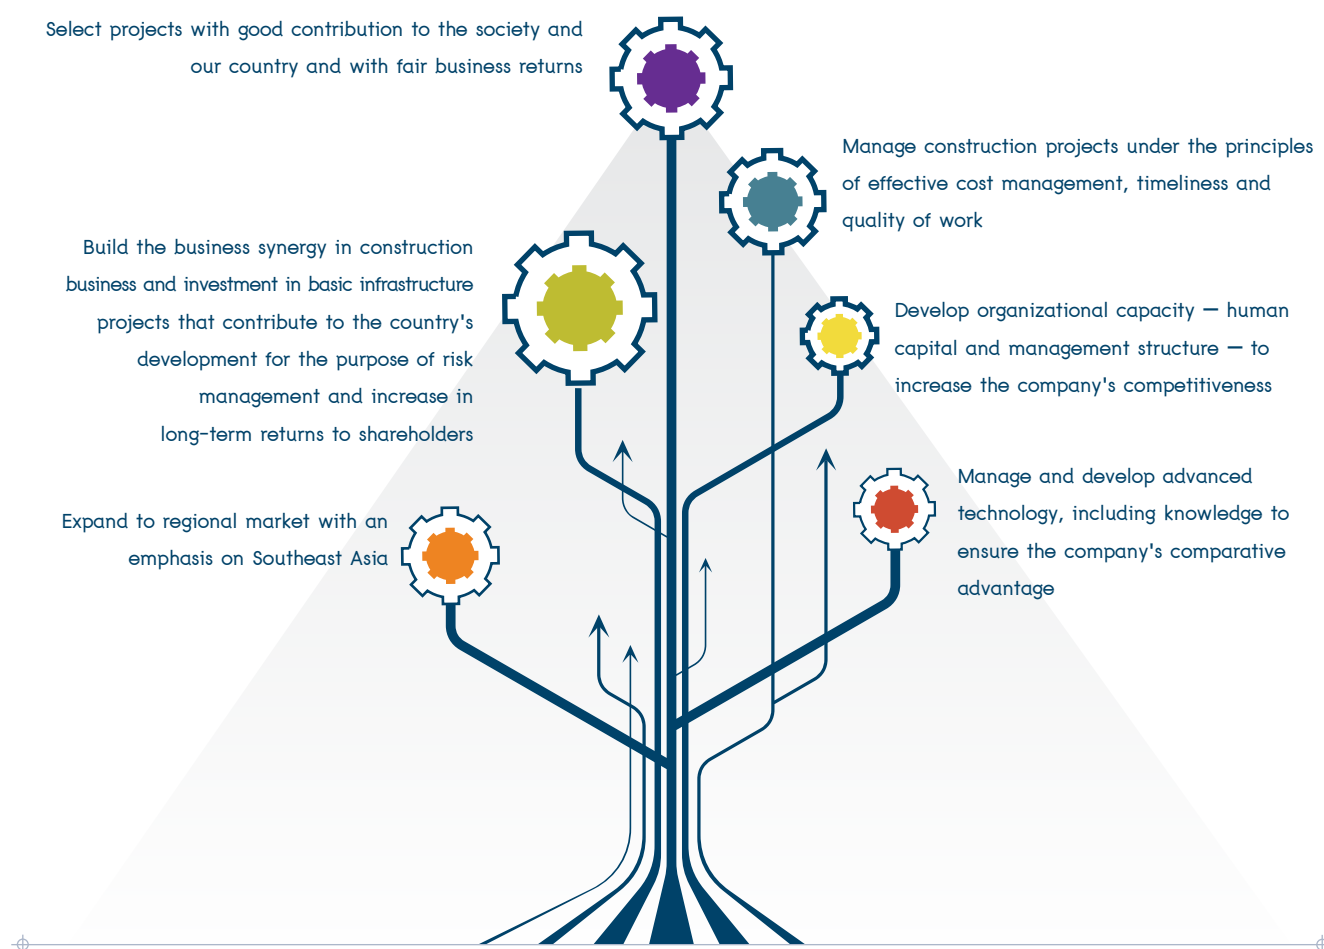 Select projects with good contribution to the society and
our country and with fair business returns
Manage construction projects under the principles
of effective cost management, timeliness and
quality of work
Build the business synergy in construction
business and investment in basic infrastructure
projects that contribute to the country's
development for the purpose of risk
management and increase in
long-term returns to shareholders
Develop organizational capacity — human
capital and management structure — to
increase the company's competitiveness
Manage and develop advanced
technology, including knowledge to
ensure the company's comparative
advantage
Expand to regional market with an
emphasis on Southeast Asia